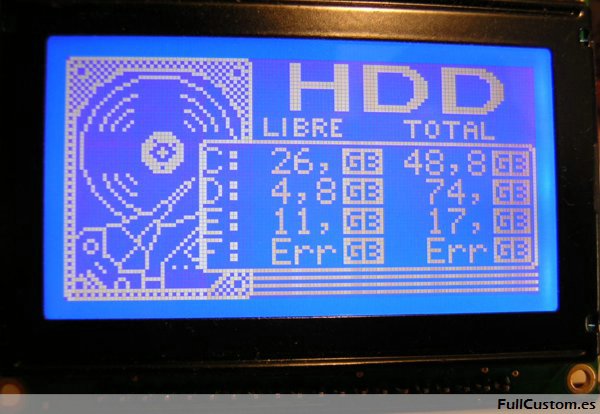 HDD
LIBRE TOTAL
C: 26, GB 48,8 GB
D: 4,8 GB 74, GB
E: 11, GB 17, GB
F: Err GB Err GB
FullCustom.es